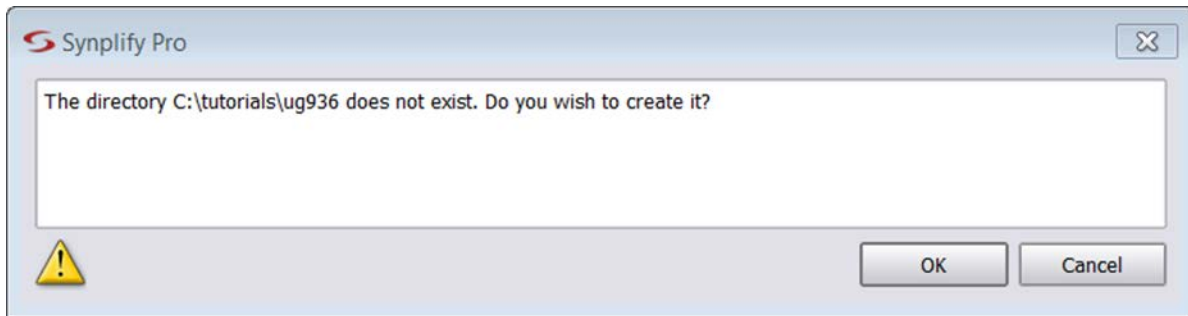 Synplify Pro
The directory C:\tutorials\ug936 does not exist. Do you wish to create it?
OK
Cancel